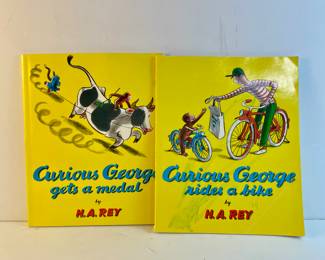 Curious George
gets a medal
by
H.A. REY
Curious George
rides a bike
by
H.A. REY